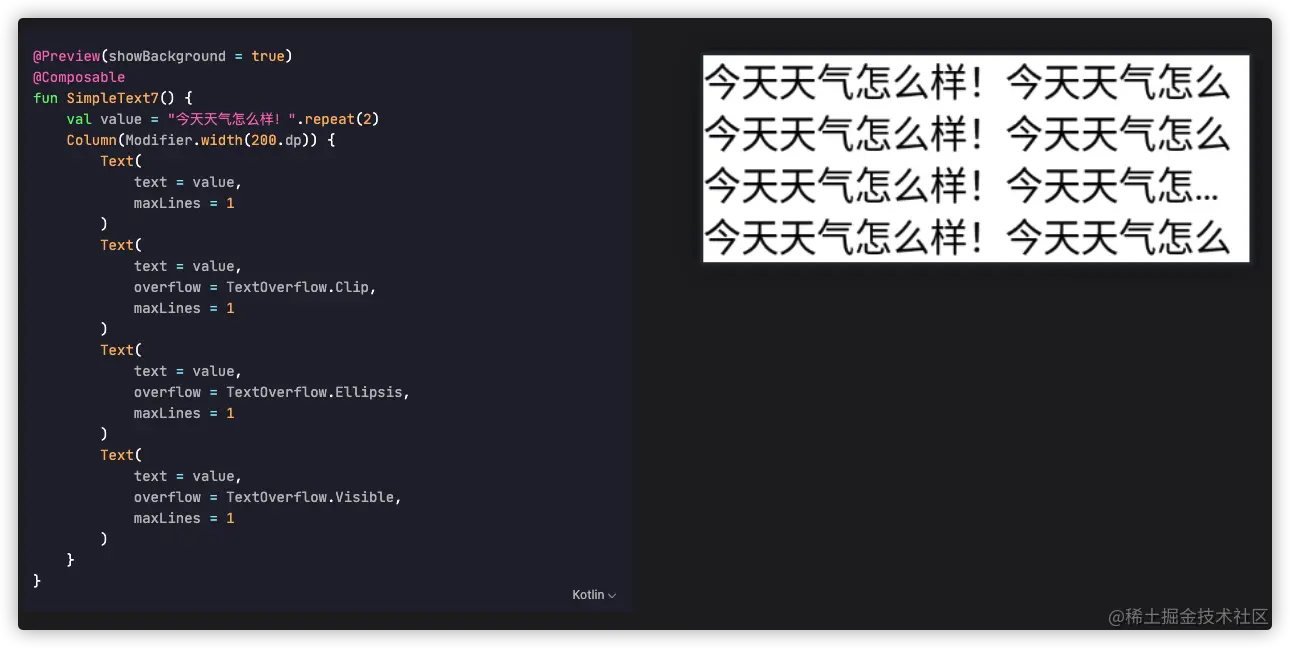 @Preview(showBackground = true)
@Composable
fun SimpleText7() {
    val value = "今天天气怎么样！".repeat(2)
    Column(Modifier.width(200.dp)) {
        Text(
            text = value,
            maxLines = 1
        )
        Text(
            text = value,
            overflow = TextOverflow.Clip,
            maxLines = 1
        )
        Text(
            text = value,
            overflow = TextOverflow.Ellipsis,
            maxLines = 1
        )
        Text(
            text = value,
            overflow = TextOverflow.Visible,
            maxLines = 1
        )
    }
}
Kotlin
今天天气怎么样！今天天气怎么
今天天气怎么样！今天天气怎么
今天天气怎么样！今天天气怎...
今天天气怎么样！今天天气怎么
@稀土掘金技术社区